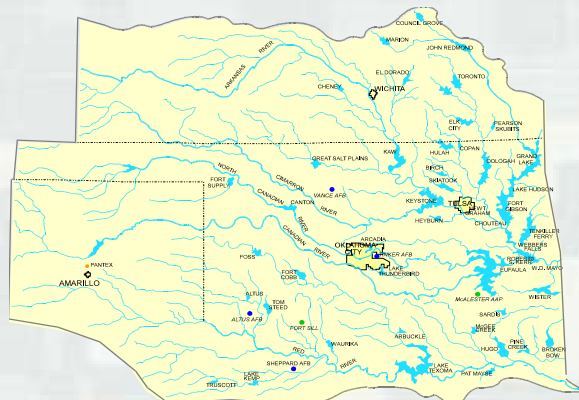 COUNCIL GROVE
MARION
JOHN REDMOND
ARKANSAS
RIVER
EL DORADO
TORONTO
CHENEY
WICHITA
ELK
CITY
PEARSON
SKUBITS
KAW
HULAH
COPAN
OOLOGAH
GRAND
LAKE
GREAT SALT PLAINS
BIRCH
SKIATOOK
NORTH
CANADIAN
RIVER
FORT
SUPPLY
CIMARRON
RIVER
VANCE AFB
CANTON
LAKE HUDSON
KEYSTONE
TULSA
NEWT.
GRAHAM
FORT
GIBSON
HEYBURN
CHOUTEAU
CANADIAN
RIVER
ARCADIA
OKLAHOMA
CITY
TINKER AFB
LAKE
THUNDERBIRD
TENKILLER
FERRY
WEBBERS
FALLS
ROBERT S.
KERR
EUFAULA
W.D. MAYO
FOSS
PANTEX
AMARILLO
FORT
COBB
McALESTER AAP
WISTER
ALTUS
TOM
STEED
ALTUS AFB
FORT SILL
SARDIS
McGEE
CREEK
ARBUCKLE
WAURIKA
HUGO
PINE
CREEK
BROKEN
BOW
RED
RIVER
SHEPPARD AFB
LAKE
KEMP
TRUSCOTT
LAKE
TEXOMA
PAT MAYSE